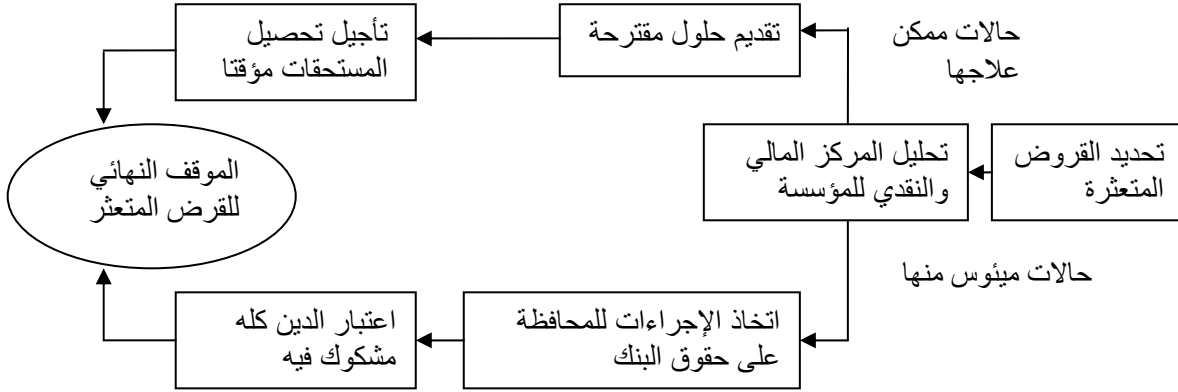 تحديد القروض
المتعثرة
تحليل المركز المالي
والنقدي للمؤسسة
حالات ممكن
علاجها
تقديم حلول مقترحة
تأجيل تحصيل
المستحقات مؤقتا
حالات ميئوس منها
اتخاذ الإجراءات للمحافظة
على حقوق البنك
اعتبار الدين كله
مشكوك فيه
الموقف النهائي
للقرض المتعثر